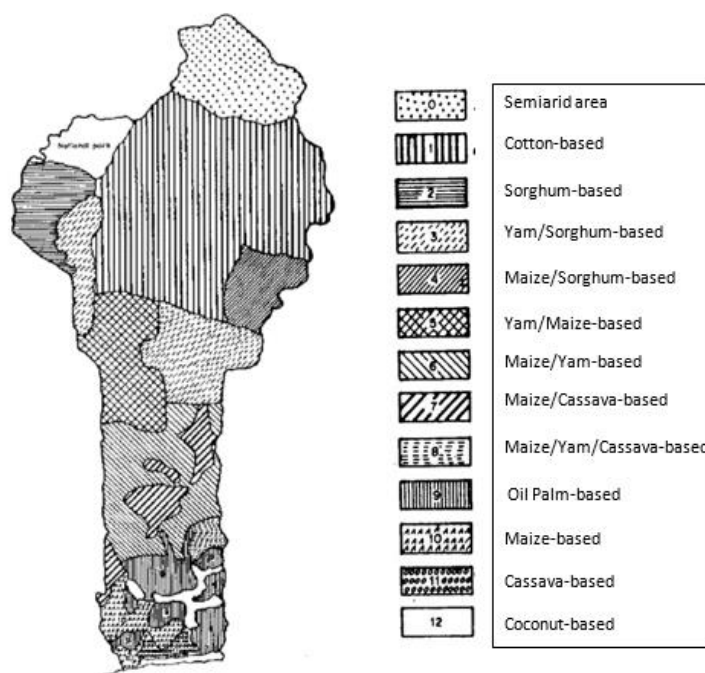 National park
0 Semiarid area
1 Cotton-based
2 Sorghum-based
3 Yam/Sorghum-based
4 Maize/Sorghum-based
5 Yam/Maize-based
6 Maize/Yam-based
7 Maize/Cassava-based
8 Maize/Yam/Cassava-based
9 Oil Palm-based
10 Maize-based
11 Cassava-based
12 Coconut-based